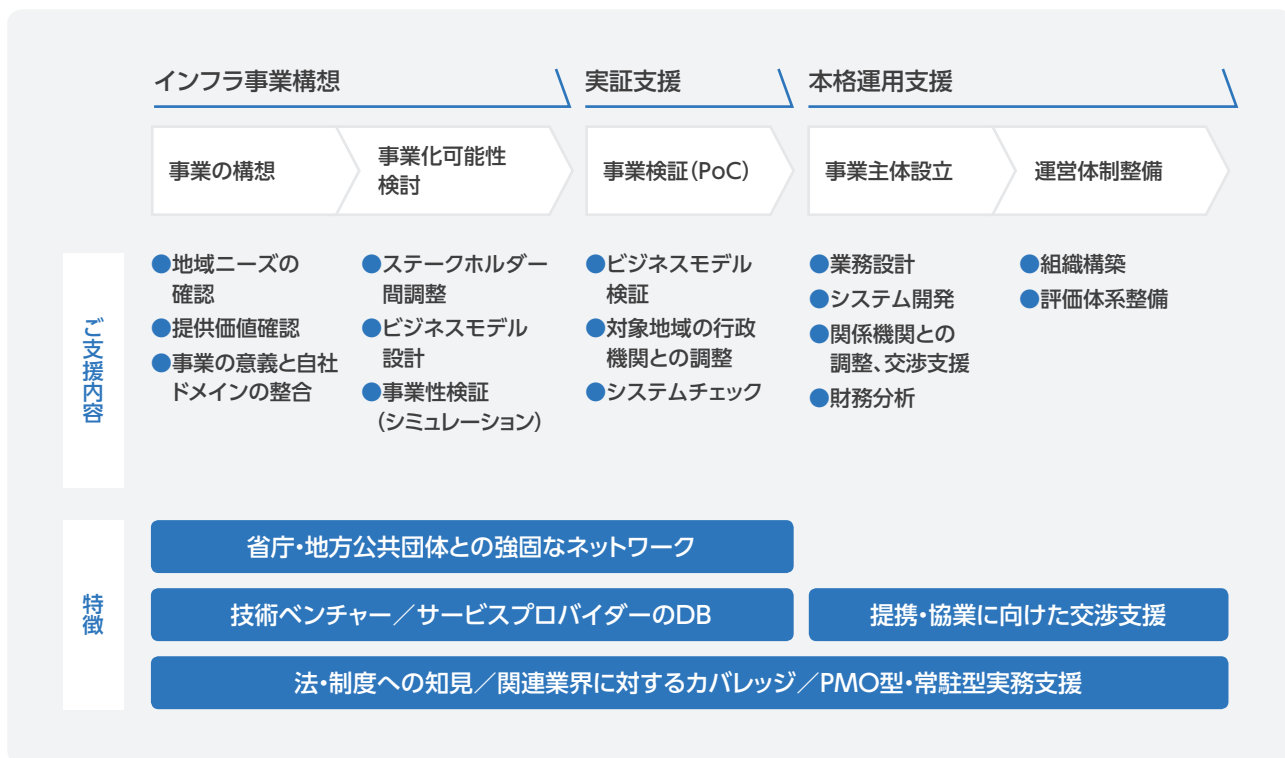 インフラ事業構想
実証支援
本格運用支援
事業の構想
事業化可能性
検討
事業検証(PoC)
事業主体設立
運営体制整備
ご支援内容
●地域ニーズの
確認
●提供価値確認
●事業の意義と自社
ドメインの整合
●ステークホルダー
間調整
●ビジネスモデル
設計
●事業性検証
(シミュレーション)
●ビジネスモデル
検証
●対象地域の行政
機関との調整
●システムチェック
●業務設計
●システム開発
●関係機関との
調整、交渉支援
●財務分析
●組織構築
●評価体系整備
特徴
省庁・地方公共団体との強固なネットワーク
技術ベンチャー／サービスプロバイダーのDB
提携・協業に向けた交渉支援
法・制度への知見／関連業界に対するカバレッジ／PMO型・常駐型実務支援